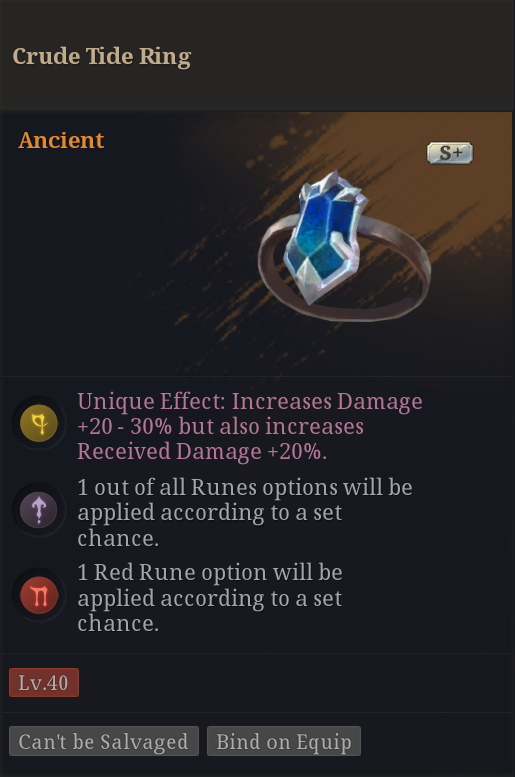 Crude Tide Ring
Ancient
S+
Unique Effect: Increases Damage
+20 - 30% but also increases
Received Damage +20%.
1 out of all Runes options will be
applied according to a set
chance.
1 Red Rune option will be
applied according to a set
chance.
Lv.40
Can't be Salvaged
Bind on Equip